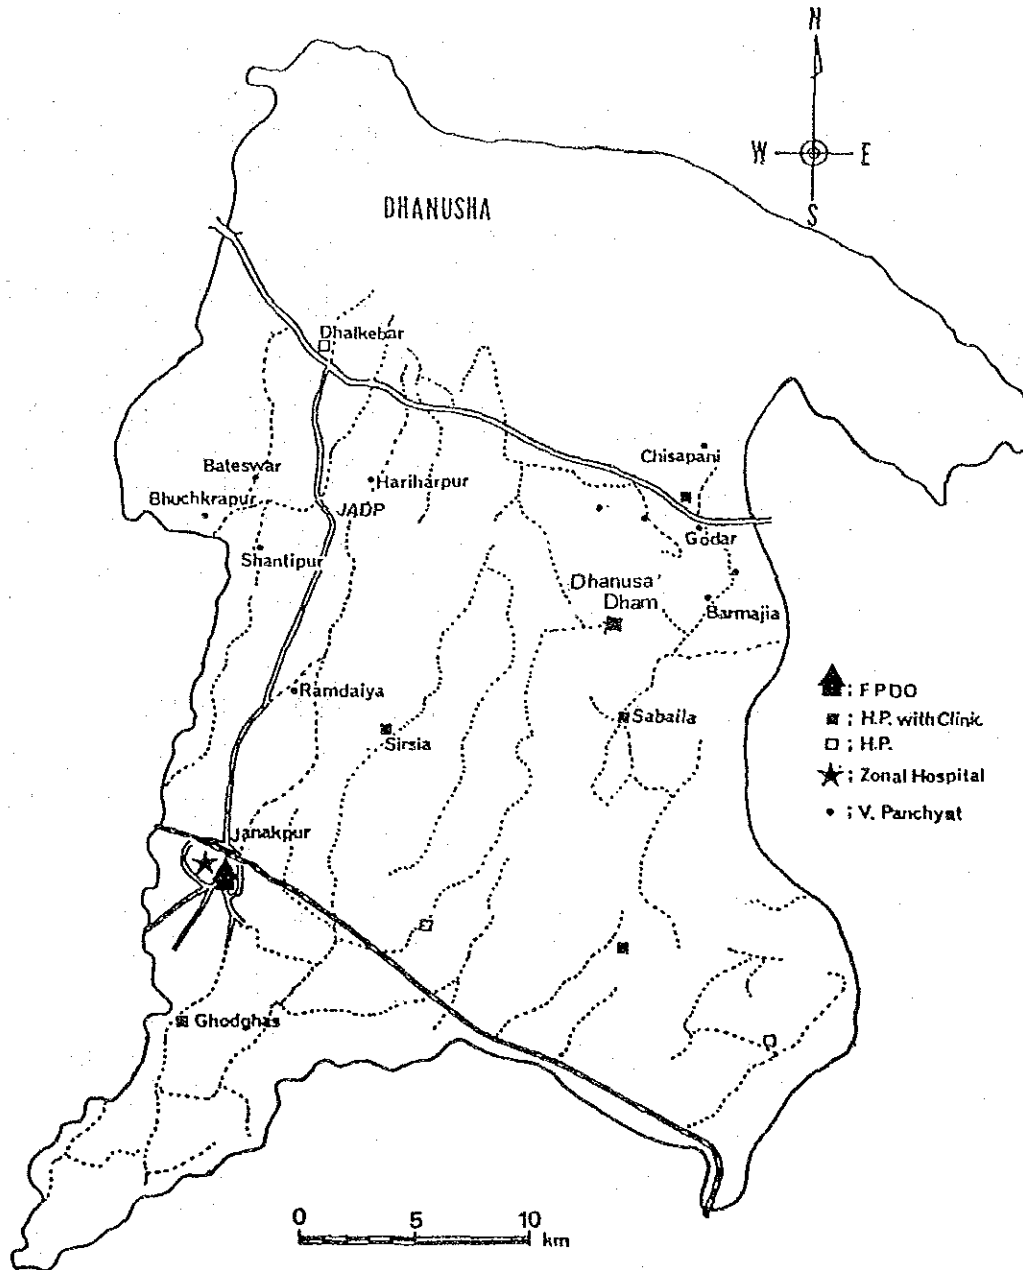 N
W E
S
DHANUSHA
Dhalkebar
Chisapani
Bateswar
Hariharpur
Bhuchkrapur
JADP
Godar
Shantipur
Dhanusa
Dham
Barmajia
; FPDO
Ramdaiya
Sabaila
; H.P. with Clinic
Sirsia
; H.P.
; Zonal Hospital
; V. Panchyat
Janakpur
Ghodghas
0 5 10
km